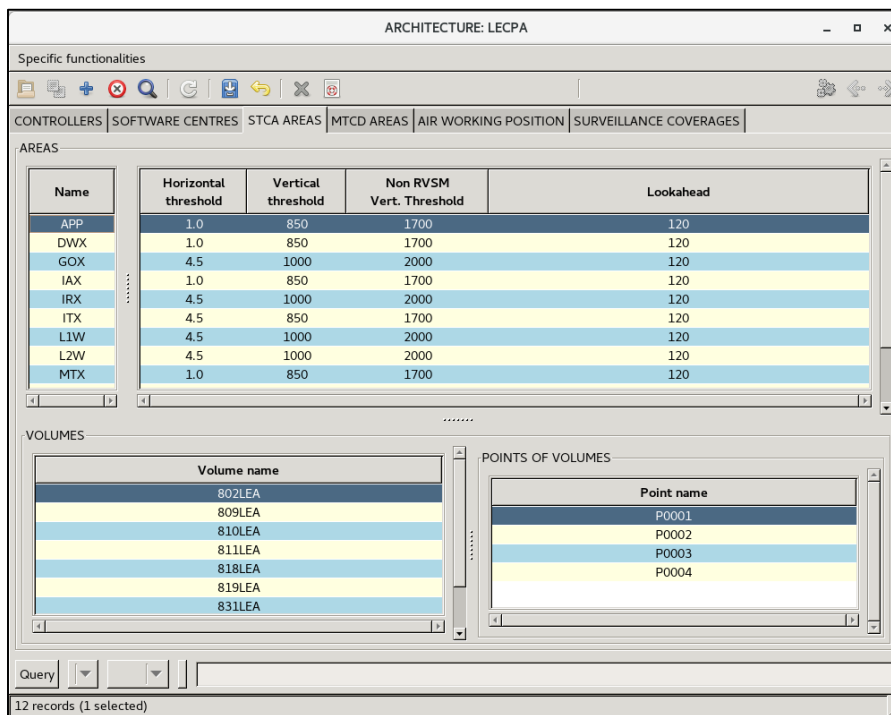 ARCHITECTURE: LECPA
Specific functionalities
CONTROLLERS SOFTWARE CENTRES STCA AREAS MTCD AREAS AIR WORKING POSITION SURVEILLANCE COVERAGES
AREAS
Name Horizontal threshold Vertical threshold Non RVSM Vert. Threshold Lookahead
APP 1.0 850 1700 120
DWX 1.0 850 1700 120
GOX 4.5 1000 2000 120
IAX 1.0 850 1700 120
IRX 4.5 1000 2000 120
ITX 4.5 850 1700 120
L1W 4.5 1000 2000 120
L2W 4.5 1000 2000 120
MTX 1.0 850 1700 120
VOLUMES
Volume name
802LEA
809LEA
810LEA
811LEA
818LEA
819LEA
831LEA
POINTS OF VOLUMES
Point name
P0001
P0002
P0003
P0004
Query
12 records (1 selected)